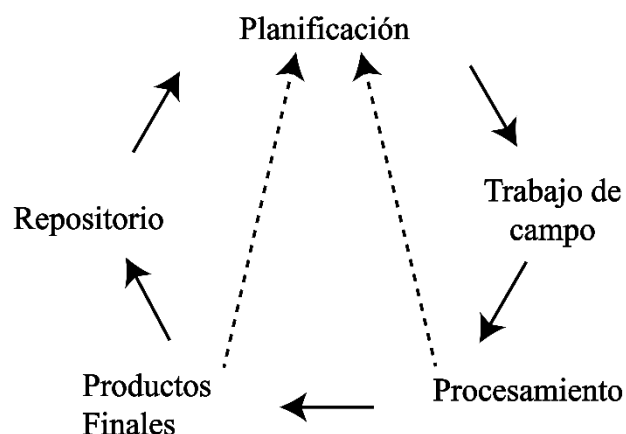 Planificación
Trabajo de
campo
Procesamiento
Productos
Finales
Repositorio